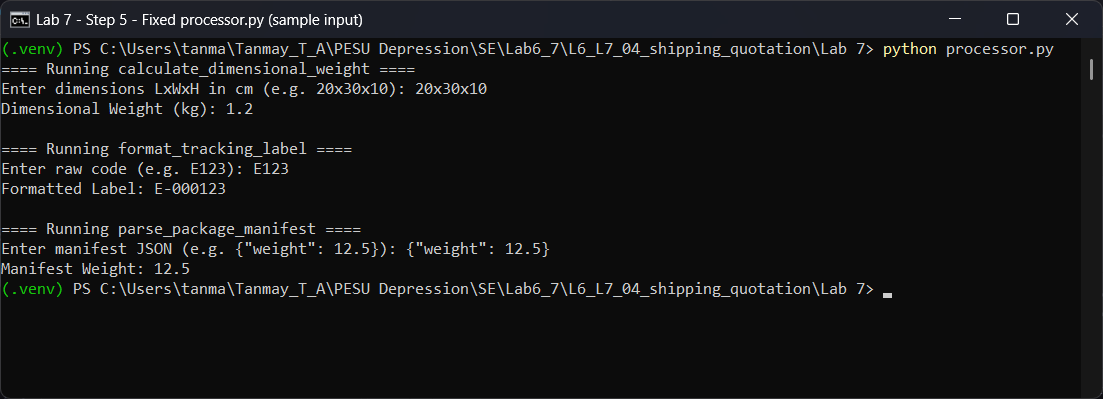 Lab 7 - Step 5 - Fixed processor.py (sample input)
(.venv) PS C:\Users\tanma\Tanmay_T_A\PESU Depression\SE\Lab6_7\L6_L7_04_shipping_quotation\Lab 7> python processor.py
==== Running calculate_dimensional_weight ====
Enter dimensions LxWxH in cm (e.g. 20x30x10): 20x30x10
Dimensional Weight (kg): 1.2

==== Running format_tracking_label ====
Enter raw code (e.g. E123): E123
Formatted Label: E-000123

==== Running parse_package_manifest ====
Enter manifest JSON (e.g. {"weight": 12.5}): {"weight": 12.5}
Manifest Weight: 12.5
(.venv) PS C:\Users\tanma\Tanmay_T_A\PESU Depression\SE\Lab6_7\L6_L7_04_shipping_quotation\Lab 7>